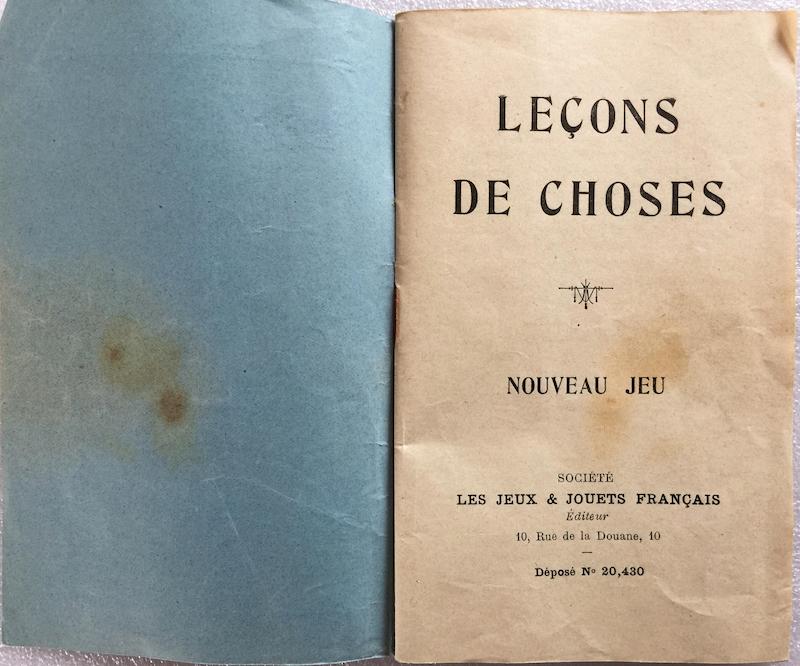 LEÇONS
DE CHOSES
NOUVEAU JEU
SOCIÉTÉ
LES JEUX & JOUETS FRANÇAIS
Éditeur
10, Rue de la Douane, 10
Déposé Nº 20,430